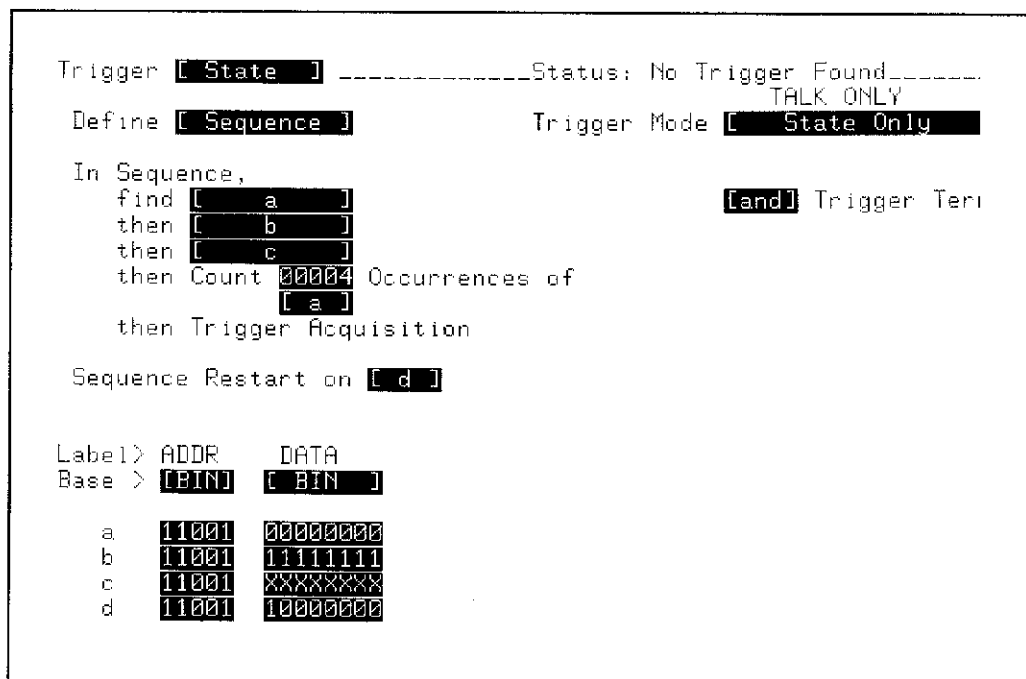 Trigger [ State ] _____________Status: No Trigger Found______
TALK ONLY
Define [ Sequence ] Trigger Mode [ State Only
In Sequence,
find [ a ] [and] Trigger
then [ b ]
then [ c ]
then Count 00004 Occurrences of
[ a ]
then Trigger Acquisition
Sequence Restart on [ d ]
Label> ADDR DATA
Base > [BIN] [ BIN ]
a 11001 00000000
b 11001 11111111
c 11001 XXXXXXXX
d 11001 10000000